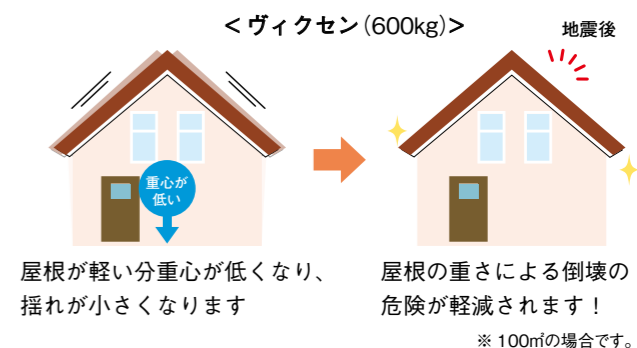 <ヴィクセン(600kg)>
地震後
重心が
低い
屋根が軽い分重心が低くなり、
揺れが小さくなります
屋根の重さによる倒壊の
危険が軽減されます！
※100㎡の場合です。